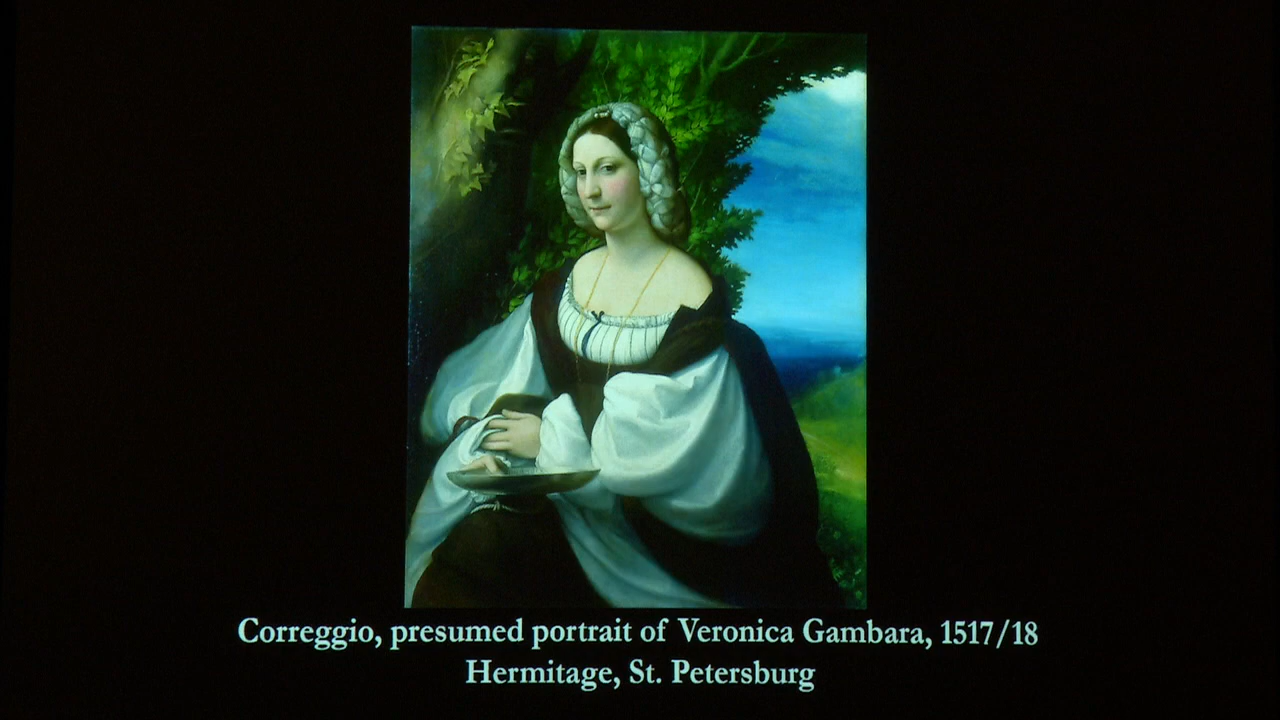 Correggio, presumed portrait of Veronica Gambara, 1517/18
Hermitage, St. Petersburg